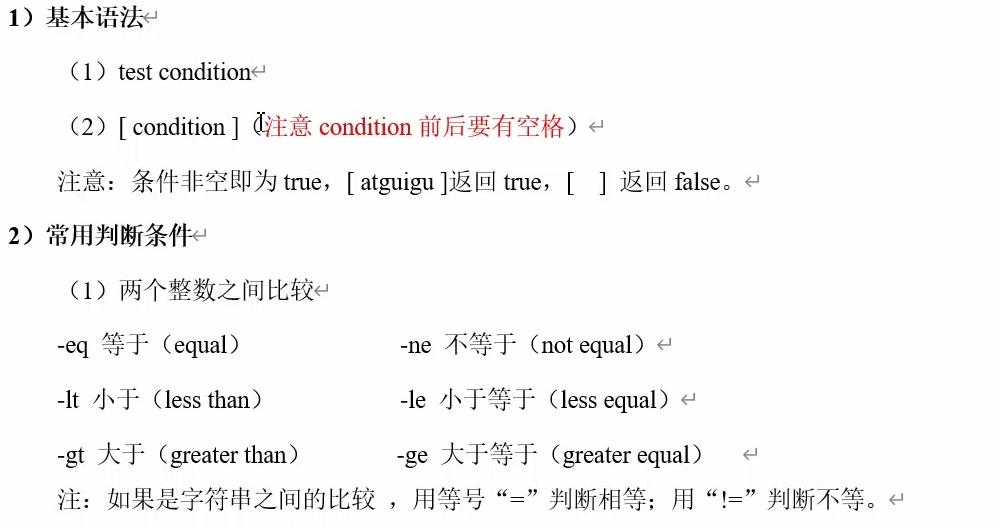 1）基本语法
（1）test condition
（2）[ condition ]（注意 condition 前后要有空格）
注意：条件非空即为 true，[ atguigu ]返回 true，[   ] 返回 false。
2）常用判断条件
（1）两个整数之间比较
-eq 等于（equal） -ne 不等于（not equal）
-lt 小于（less than） -le 小于等于（less equal）
-gt 大于（greater than） -ge 大于等于（greater equal）
注：如果是字符串之间的比较 ，用等号“=”判断相等；用“!=”判断不等。